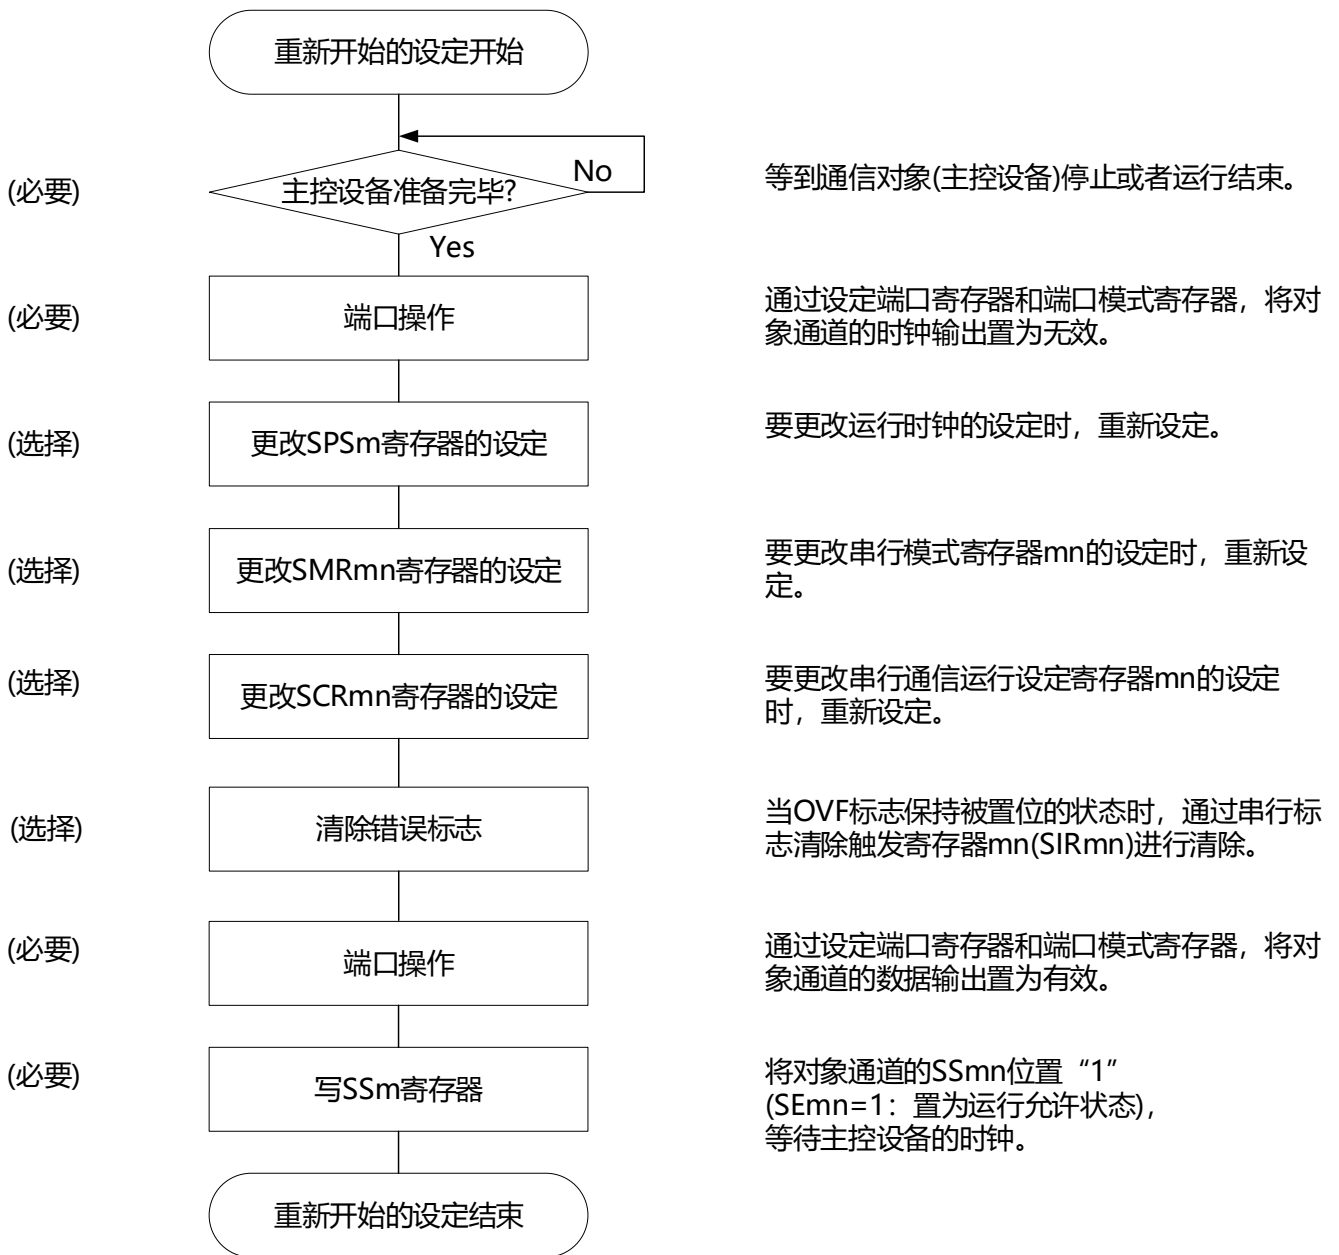 重新开始的设定开始
(必要)
主控设备准备完毕?
No
等到通信对象(主控设备)停止或者运行结束。
Yes
(必要)
端口操作
通过设定端口寄存器和端口模式寄存器，将对
象通道的时钟输出置为无效。
(选择)
更改SPSm寄存器的设定
要更改运行时钟的设定时，重新设定。
(选择)
更改SMRmn寄存器的设定
要更改串行模式寄存器mn的设定时，重新设
定。
(选择)
更改SCRmn寄存器的设定
要更改串行通信运行设定寄存器mn的设定
时，重新设定。
(选择)
清除错误标志
当OVF标志保持被置位的状态时，通过串行标
志清除触发寄存器mn(SIRmn)进行清除。
(必要)
端口操作
通过设定端口寄存器和端口模式寄存器，将对
象通道的数据输出置为有效。
(必要)
写SSm寄存器
将对象通道的SSmn位置“1”
(SEmn=1：置为运行允许状态)，
等待主控设备的时钟。
重新开始的设定结束